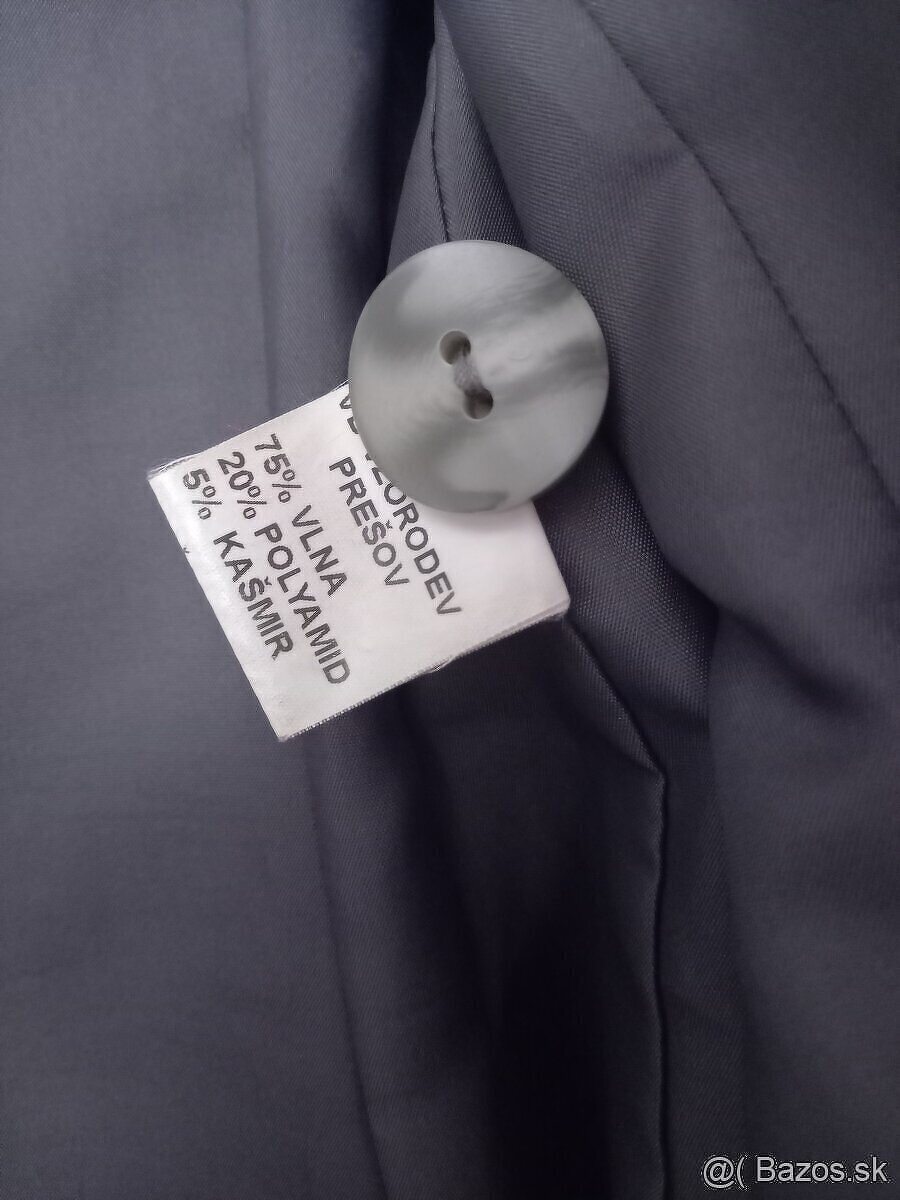 PREŠOV
75% VLNA
20% POLYAMID
5% KAŠMIR
@( Bazos.sk